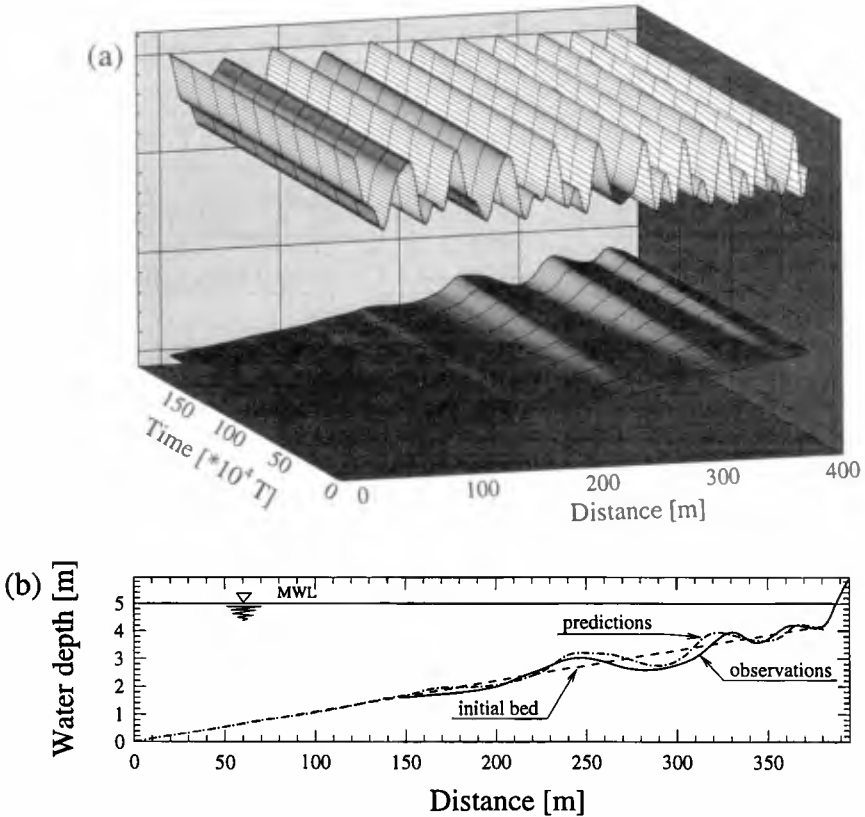 (a)
150
100
50
0
Time [*10⁴ T]
0
100
200
300
400
Distance [m]
(b)
Water depth [m]
5
4
3
2
1
0
MWL
predictions
observations
initial bed
0
50
100
150
200
250
300
350
Distance [m]